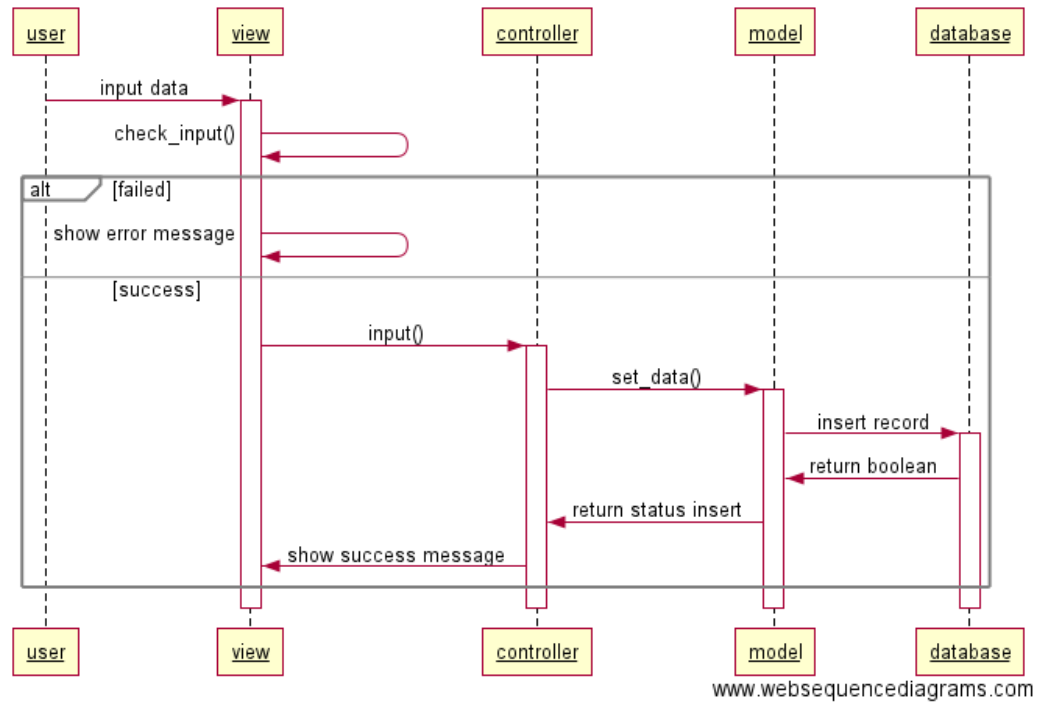 user view controller model database
input data
check_input()
alt [failed]
show error message
[success]
input()
set_data()
insert record
return boolean
return status insert
show success message
user view controller model database
www.websequencediagrams.com